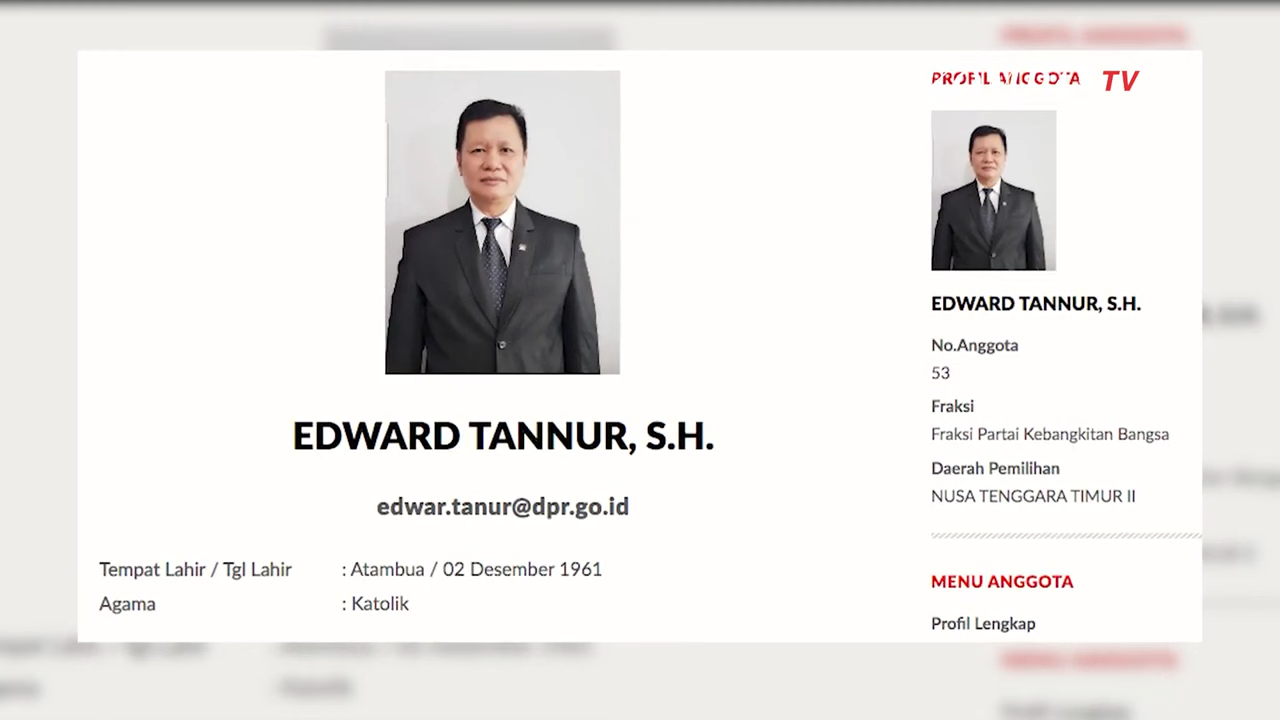 EDWARD TANNUR, S.H.
edwar.tanur@dpr.go.id
Tempat Lahir / Tgl Lahir : Atambua / 02 Desember 1961
Agama : Katolik
PROFIL ANGGOTA TV
EDWARD TANNUR, S.H.
No.Anggota
53
Fraksi
Fraksi Partai Kebangkitan Bangsa
Daerah Pemilihan
NUSA TENGGARA TIMUR II
MENU ANGGOTA
Profil Lengkap